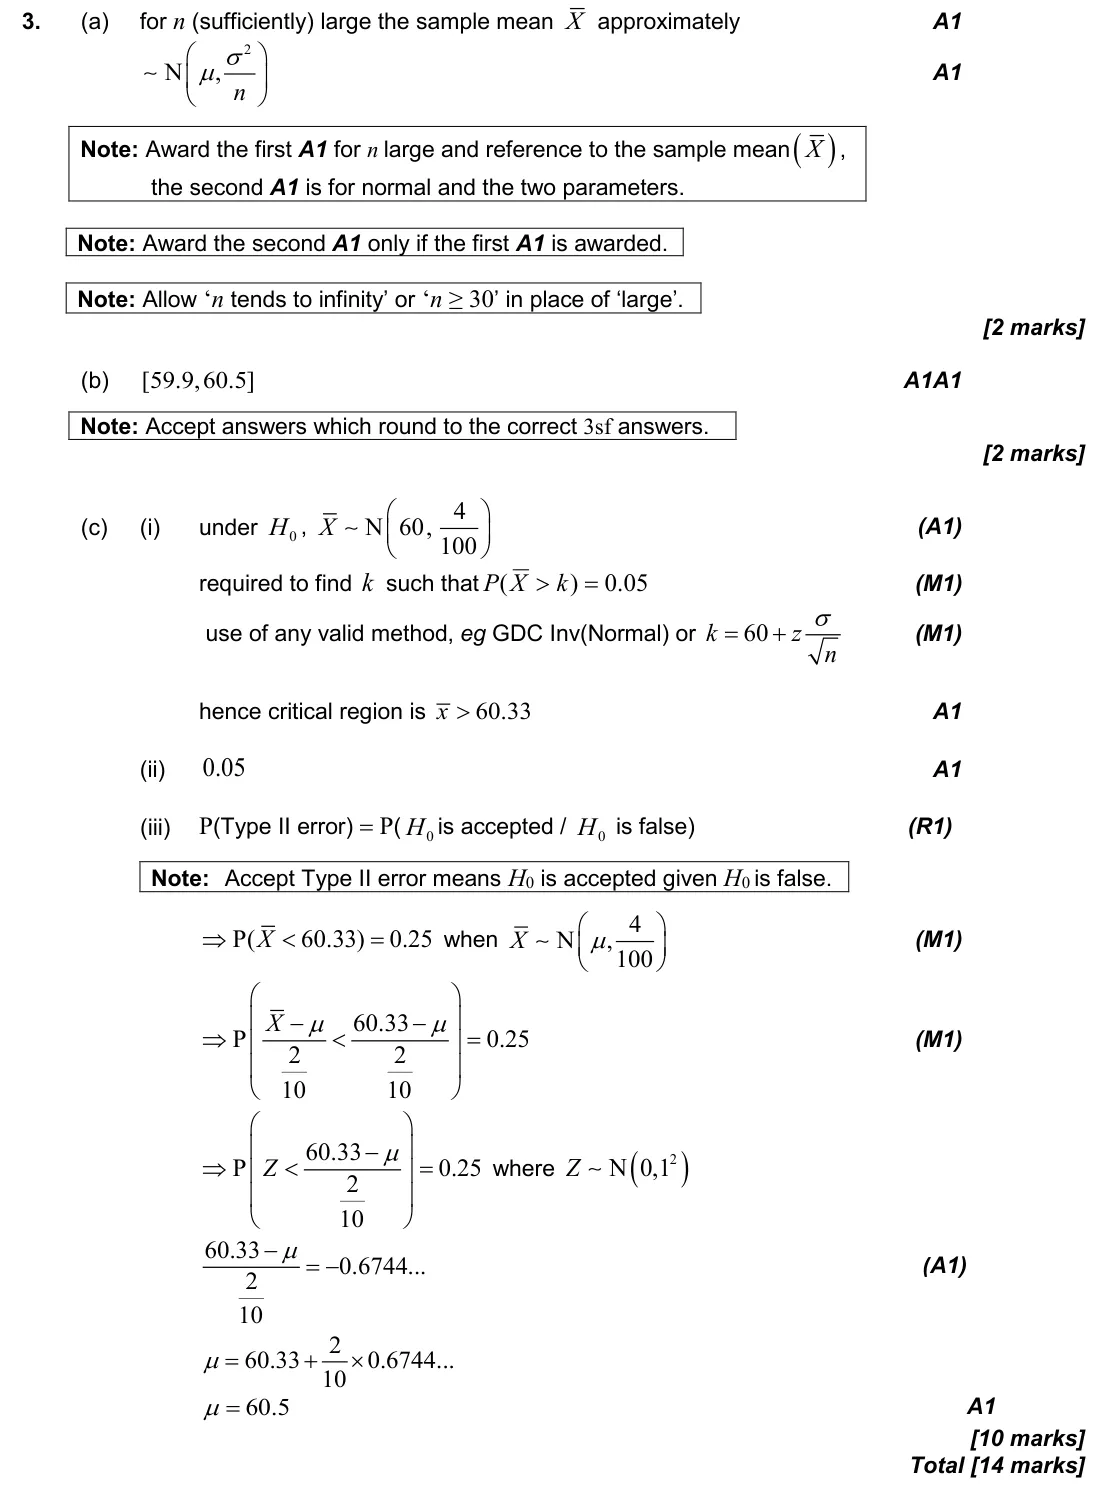 3. (a) for n (sufficiently) large the sample mean X̅ approximately A1
~ N(μ, σ²/n) A1
Note: Award the first A1 for n large and reference to the sample mean (X̅),
the second A1 is for normal and the two parameters.
Note: Award the second A1 only if the first A1 is awarded.
Note: Allow ‘n tends to infinity’ or ‘n ≥ 30’ in place of ‘large’.
[2 marks]
(b) [59.9, 60.5] A1A1
Note: Accept answers which round to the correct 3sf answers.
[2 marks]
(c) (i) under H₀, X̅ ~ N(60, 4/100) (A1)
required to find k such that P(X̅ > k) = 0.05 (M1)
use of any valid method, eg GDC Inv(Normal) or k = 60 + z σ/√n (M1)
hence critical region is x̅ > 60.33 A1
(ii) 0.05 A1
(iii) P(Type II error) = P( H₀ is accepted / H₀ is false) (R1)
Note: Accept Type II error means H₀ is accepted given H₀ is false.
⇒ P(X̅ < 60.33) = 0.25 when X̅ ~ N(μ, 4/100) (M1)
⇒ P((X̅ − μ)/(2/10) < (60.33 − μ)/(2/10)) = 0.25 (M1)
⇒ P(Z < (60.33 − μ)/(2/10)) = 0.25 where Z ~ N(0, 1²)
(60.33 − μ)/(2/10) = −0.6744... (A1)
μ = 60.33 + 2/10 × 0.6744...
μ = 60.5 A1
[10 marks]
Total [14 marks]